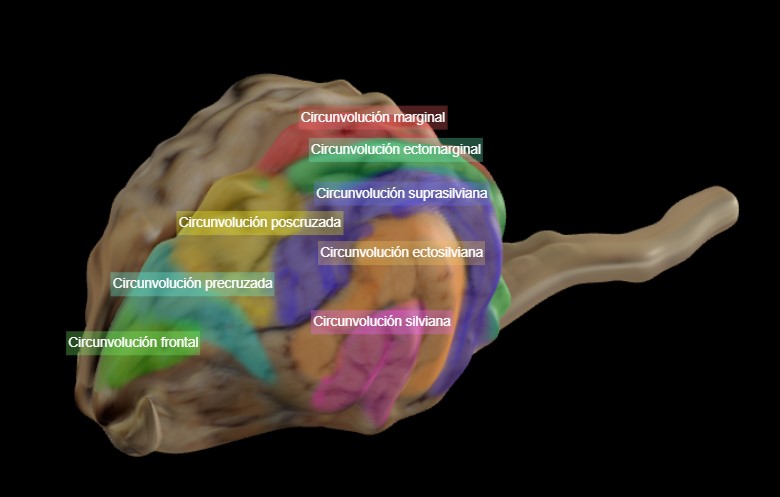 Circunvolución marginal
Circunvolución ectomarginal
Circunvolución suprasilviana
Circunvolución poscruzada
Circunvolución ectosilviana
Circunvolución precruzada
Circunvolución silviana
Circunvolución frontal